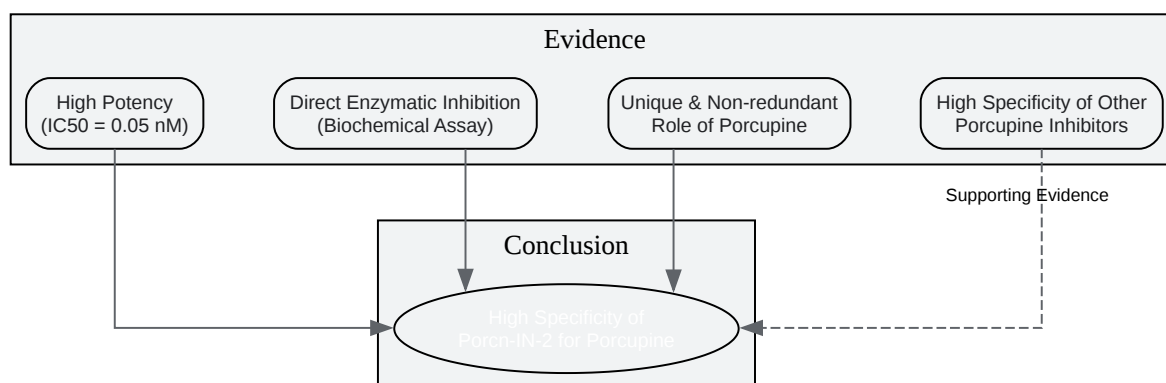 Evidence
High Potency
(IC50 = 0.05 nM)
Direct Enzymatic Inhibition
(Biochemical Assay)
Unique & Non-redundant
Role of Porcupine
High Specificity of Other
Porcupine Inhibitors
Supporting Evidence
Conclusion
High Specificity of
Porcn-IN-2 for Porcupine